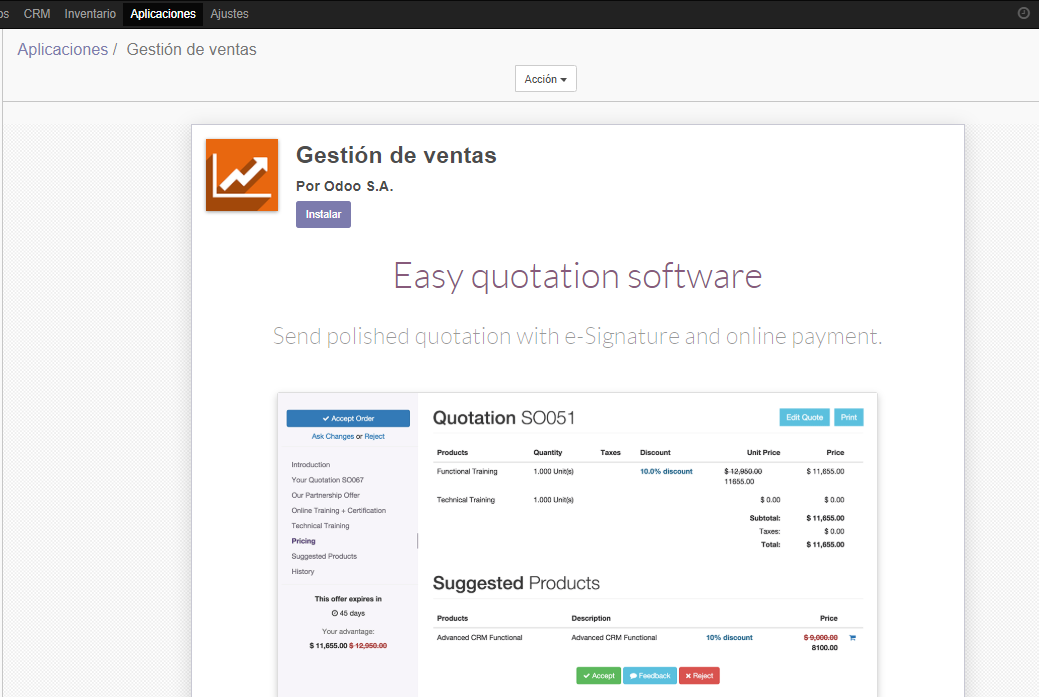 os CRM Inventario Aplicaciones Ajustes
Aplicaciones / Gestión de ventas
Acción
Gestión de ventas
Por Odoo S.A.
Instalar
Easy quotation software
Send polished quotation with e-Signature and online payment.
Accept Order
Ask Changes or Reject
Introduction
Your Quotation SO067
Our Partnership Offer
Online Training + Certification
Technical Training
Pricing
Suggested Products
History
This offer expires in
45 days
Your advantage:
$ 11,655.00 $ 12,950.00
Quotation SO051
Edit Quote Print
Products Quantity Taxes Discount Unit Price Price
Functional Training 1.000 Unit(s) 10.0% discount $ 12,950.00 $ 11,655.00
11655.00
Technical Training 1.000 Unit(s) $ 0.00 $ 0.00
Subtotal: $ 11,655.00
Taxes: $ 0.00
Total: $ 11,655.00
Suggested Products
Products Description Price
Advanced CRM Functional Advanced CRM Functional 10% discount $ 9,000.00
8100.00
Accept Feedback Reject